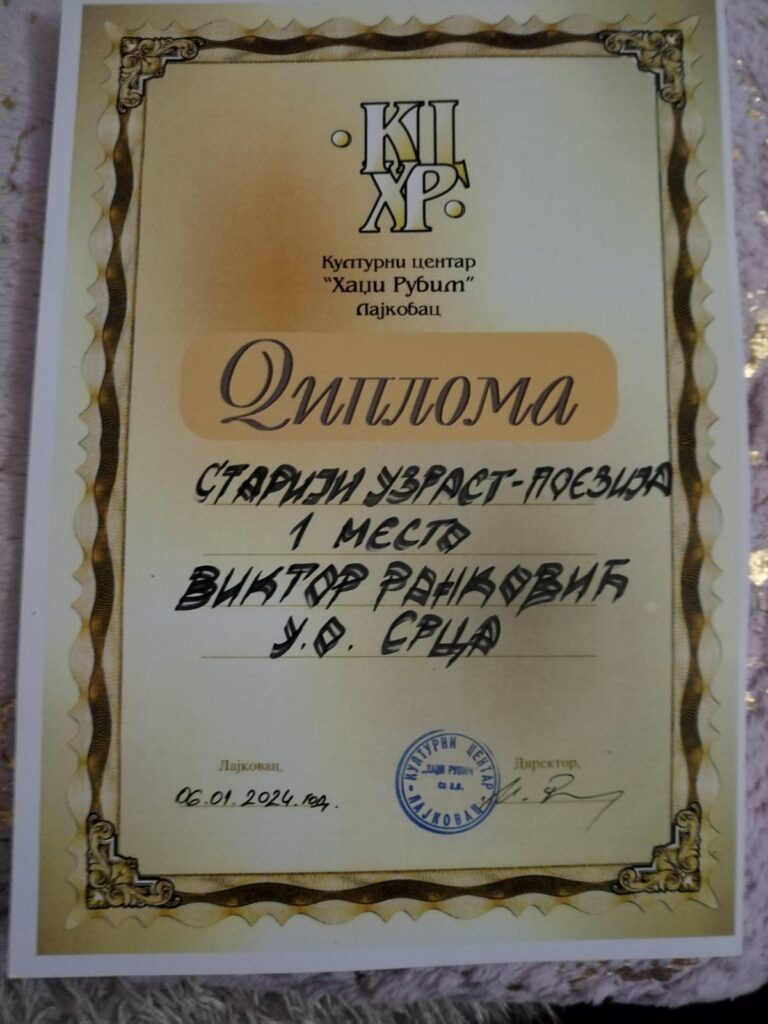 КЦ
ХР
Културни центар
"Хаџи Рувим"
Лајковац
Диплома
СТАРИЈИ УЗРАСТ-ПОЕЗИЈА
1 МЕСТО
ВИКТОР РАНКОВИЋ
У.О. СРЦА
Лајковац,
06.01.2024.год.
КУЛТУРНИ ЦЕНТАР
"ХАЏИ РУВИМ"
ЛАЈКОВАЦ
Директор,